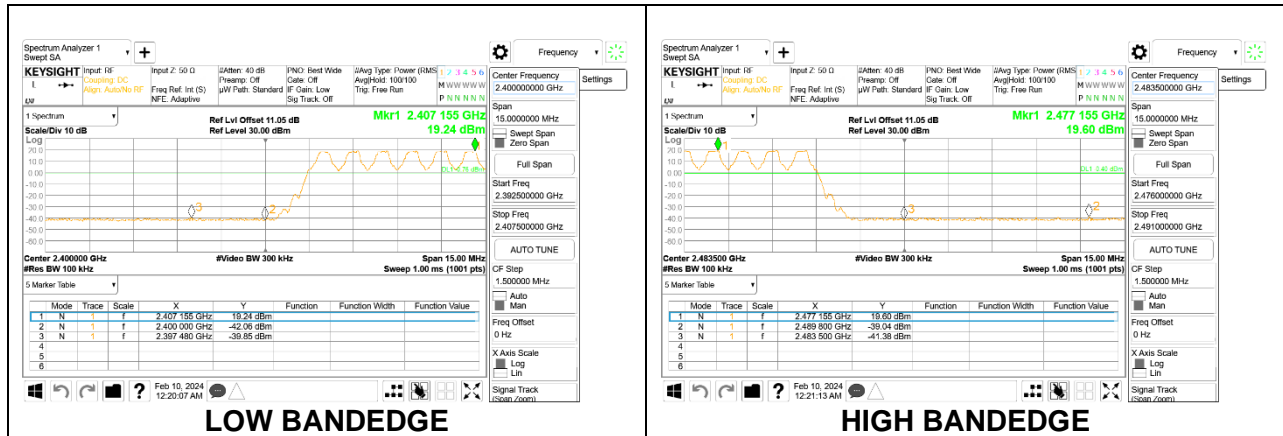 Spectrum Analyzer 1
Swept SA
Frequency
KEYSIGHT
Input: RF
Coupling: DC
Align: Auto/No RF
Input Z: 50 Ω
Freq Ref: Int (S)
NFE: Adaptive
#Atten: 40 dB
Preamp: Off
µW Path: Standard
PNO: Best Wide
Gate: Off
IF Gain: Low
Sig Track: Off
#Avg Type: Power (RMS
Avg|Hold: 100/100
Trig: Free Run
1 2 3 4 5 6
M W W W W W
P N N N N N
Center Frequency
2.400000000 GHz
Settings
Span
15.0000000 MHz
Swept Span
Zero Span
Full Span
Start Freq
2.392500000 GHz
Stop Freq
2.407500000 GHz
AUTO TUNE
CF Step
1.500000 MHz
Auto
Man
Freq Offset
0 Hz
X Axis Scale
Log
Lin
Signal Track
(Span Zoom)
1 Spectrum
Scale/Div 10 dB
Log
Ref Lvl Offset 11.05 dB
Ref Level 30.00 dBm
Mkr1 2.407 155 GHz
19.24 dBm
20.0
10.0
0.00
-10.0
-20.0
-30.0
-40.0
-50.0
-60.0
1
2
3
Center 2.400000 GHz
#Res BW 100 kHz
#Video BW 300 kHz
Span 15.00 MHz
Sweep 1.00 ms (1001 pts)
5 Marker Table
Mode Trace Scale X Y Function Function Width Function Value
1 N 1 f 2.407 155 GHz 19.24 dBm
2 N 1 f 2.400 000 GHz -42.06 dBm
3 N 1 f 2.397 480 GHz -39.85 dBm
4
5
6
?
Feb 10, 2024
12:20:07 AM
LOW BANDEDGE
Spectrum Analyzer 1
Swept SA
Frequency
KEYSIGHT
Input: RF
Coupling: DC
Align: Auto/No RF
Input Z: 50 Ω
Freq Ref: Int (S)
NFE: Adaptive
#Atten: 40 dB
Preamp: Off
µW Path: Standard
PNO: Best Wide
Gate: Off
IF Gain: Low
Sig Track: Off
#Avg Type: Power (RMS
Avg|Hold: 100/100
Trig: Free Run
1 2 3 4 5 6
M W W W W W
P N N N N N
Center Frequency
2.483500000 GHz
Settings
Span
15.0000000 MHz
Swept Span
Zero Span
Full Span
Start Freq
2.476000000 GHz
Stop Freq
2.491000000 GHz
AUTO TUNE
CF Step
1.500000 MHz
Auto
Man
Freq Offset
0 Hz
X Axis Scale
Log
Lin
Signal Track
(Span Zoom)
1 Spectrum
Scale/Div 10 dB
Log
Ref Lvl Offset 11.05 dB
Ref Level 30.00 dBm
Mkr1 2.477 155 GHz
19.60 dBm
20.0
10.0
0.00
-10.0
-20.0
-30.0
-40.0
-50.0
-60.0
1
2
3
Center 2.483500 GHz
#Res BW 100 kHz
#Video BW 300 kHz
Span 15.00 MHz
Sweep 1.00 ms (1001 pts)
5 Marker Table
Mode Trace Scale X Y Function Function Width Function Value
1 N 1 f 2.477 155 GHz 19.60 dBm
2 N 1 f 2.489 800 GHz -39.04 dBm
3 N 1 f 2.483 500 GHz -41.38 dBm
4
5
6
?
Feb 10, 2024
12:21:13 AM
HIGH BANDEDGE